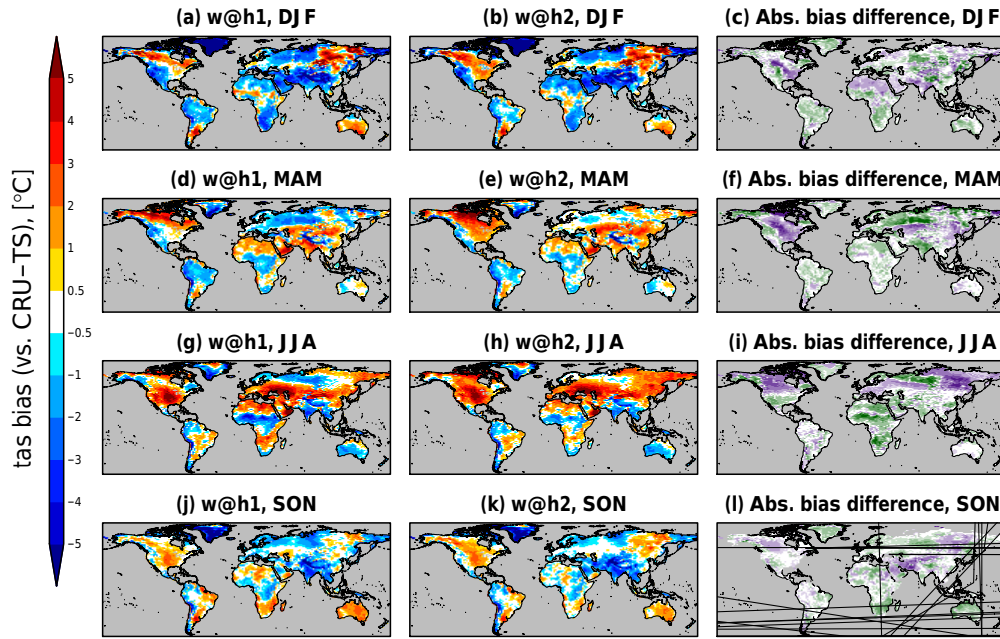 (a) w@h1, DJF
(b) w@h2, DJF
(c) Abs. bias difference, DJF
(d) w@h1, MAM
(e) w@h2, MAM
(f) Abs. bias difference, MAM
(g) w@h1, JJA
(h) w@h2, JJA
(i) Abs. bias difference, JJA
(j) w@h1, SON
(k) w@h2, SON
(l) Abs. bias difference, SON
tas bias (vs. CRU−TS), [°C]
5
4
3
2
1
0.5
−0.5
−1
−2
−3
−4
−5